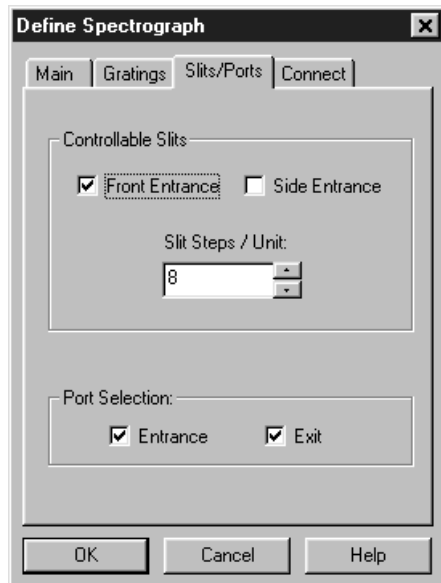 Define Spectrograph
Main Gratings Slits/Ports Connect
Controllable Slits
Front Entrance Side Entrance
Slit Steps / Unit:
8
Port Selection:
Entrance Exit
OK Cancel Help